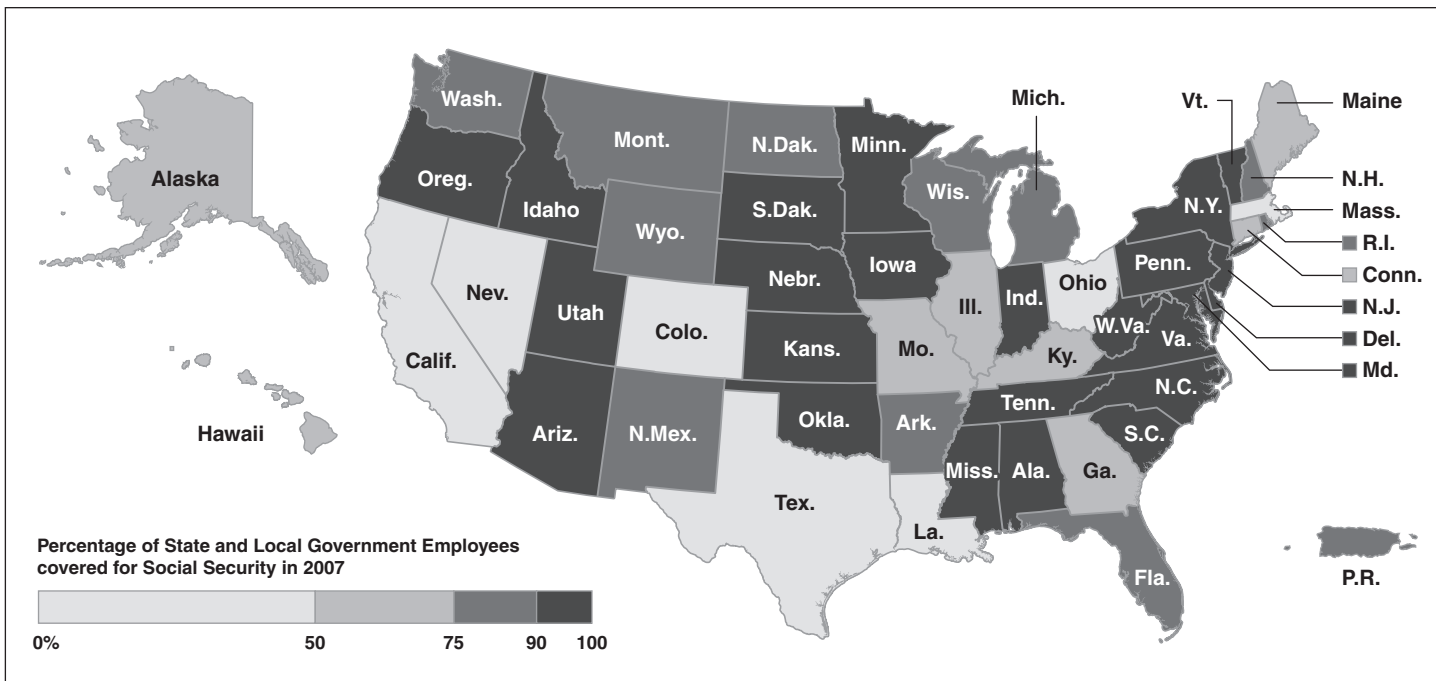 Mich.
Vt.
Maine
Wash.
Mont.
N.Dak.
Minn.
Alaska
Oreg.
Idaho
S.Dak.
Wis.
N.Y.
N.H.
Mass.
Wyo.
R.I.
Iowa
Penn.
Conn.
Nebr.
Nev.
Ohio
Ill.
Ind.
N.J.
Utah
Colo.
W.Va.
Va.
Del.
Calif.
Kans.
Mo.
Ky.
Md.
N.C.
Tenn.
Hawaii
Ariz.
N.Mex.
Okla.
Ark.
S.C.
Miss.
Ala.
Ga.
Tex.
La.
Fla.
P.R.
Percentage of State and Local Government Employees
covered for Social Security in 2007
0% 50 75 90 100